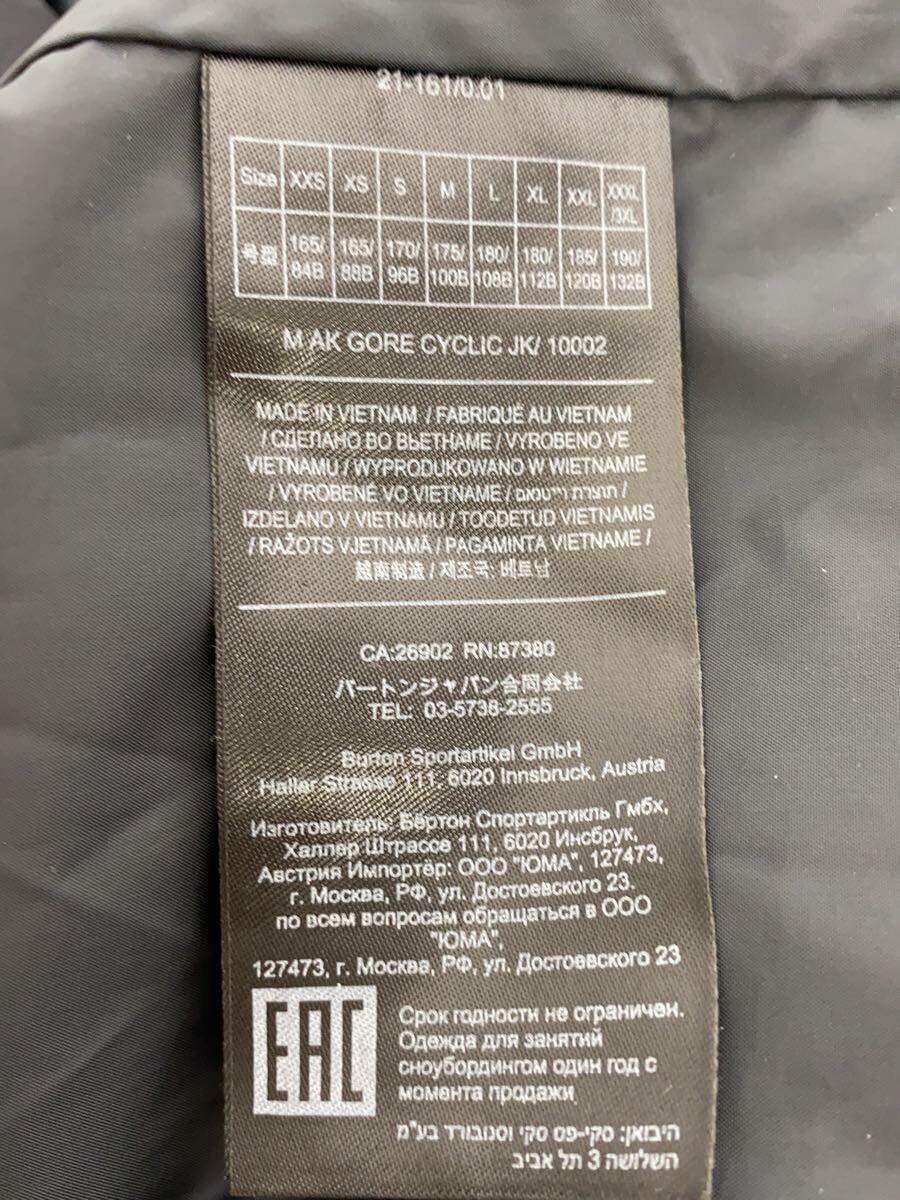 21-161/0.01
Size XXS XS S M L XL XXL XXXL/3XL
号型 165/84B 165/88B 170/96B 175/100B 180/108B 180/112B 185/120B 190/132B
M AK GORE CYCLIC JK/ 10002
MADE IN VIETNAM / FABRIQUÉ AU VIETNAM
/ СДЕЛАНО ВО ВЬЕТНАМЕ / VYROBENO VE
VIETNAMU / WYPRODUKOWANO W WIETNAMIE
/ VYROBENÉ VO VIETNAME / תוצרת וייטנאם /
IZDELANO V VIETNAMU / TOODETUD VIETNAMIS
/ RAŽOTS VJETNAMĀ / PAGAMINTA VIETNAME /
越南制造 / 제조국: 베트남
CA:26902 RN:87380
バートンジャパン合同会社
TEL: 03-5738-2555
Burton Sportartikel GmbH
Haller Strasse 111. 6020 Innsbruck, Austria
Изготовитель: Бёртон Спортартикль Гмбх,
Халлер Штрассе 111, 6020 Инсбрук,
Австрия Импортёр: ООО "ЮМА", 127473,
г. Москва, РФ, ул. Достоевского 23.
по всем вопросам обращаться в ООО
"ЮМА",
127473, г. Москва, РФ, ул. Достоевского 23
EAC
Срок годности не ограничен.
Одежда для занятий
сноубордингом один год с
момента продажи
היבואן: סקי-פס סקי וסנובורד בע"מ
השלושה 3 תל אביב